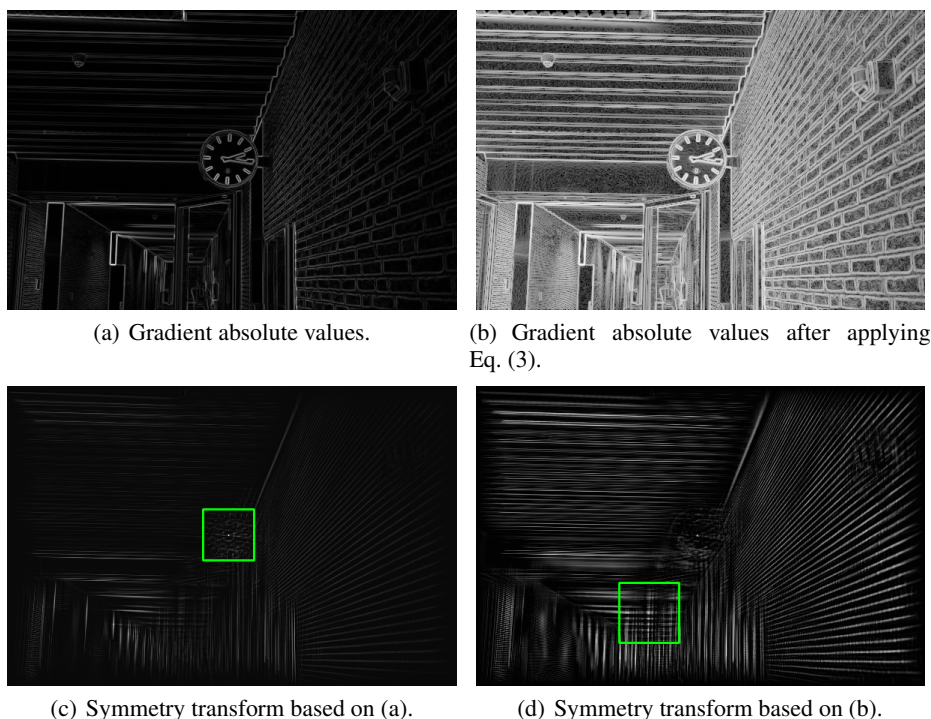 (a) Gradient absolute values.
(b) Gradient absolute values after applying
Eq. (3).
(c) Symmetry transform based on (a).
(d) Symmetry transform based on (b).